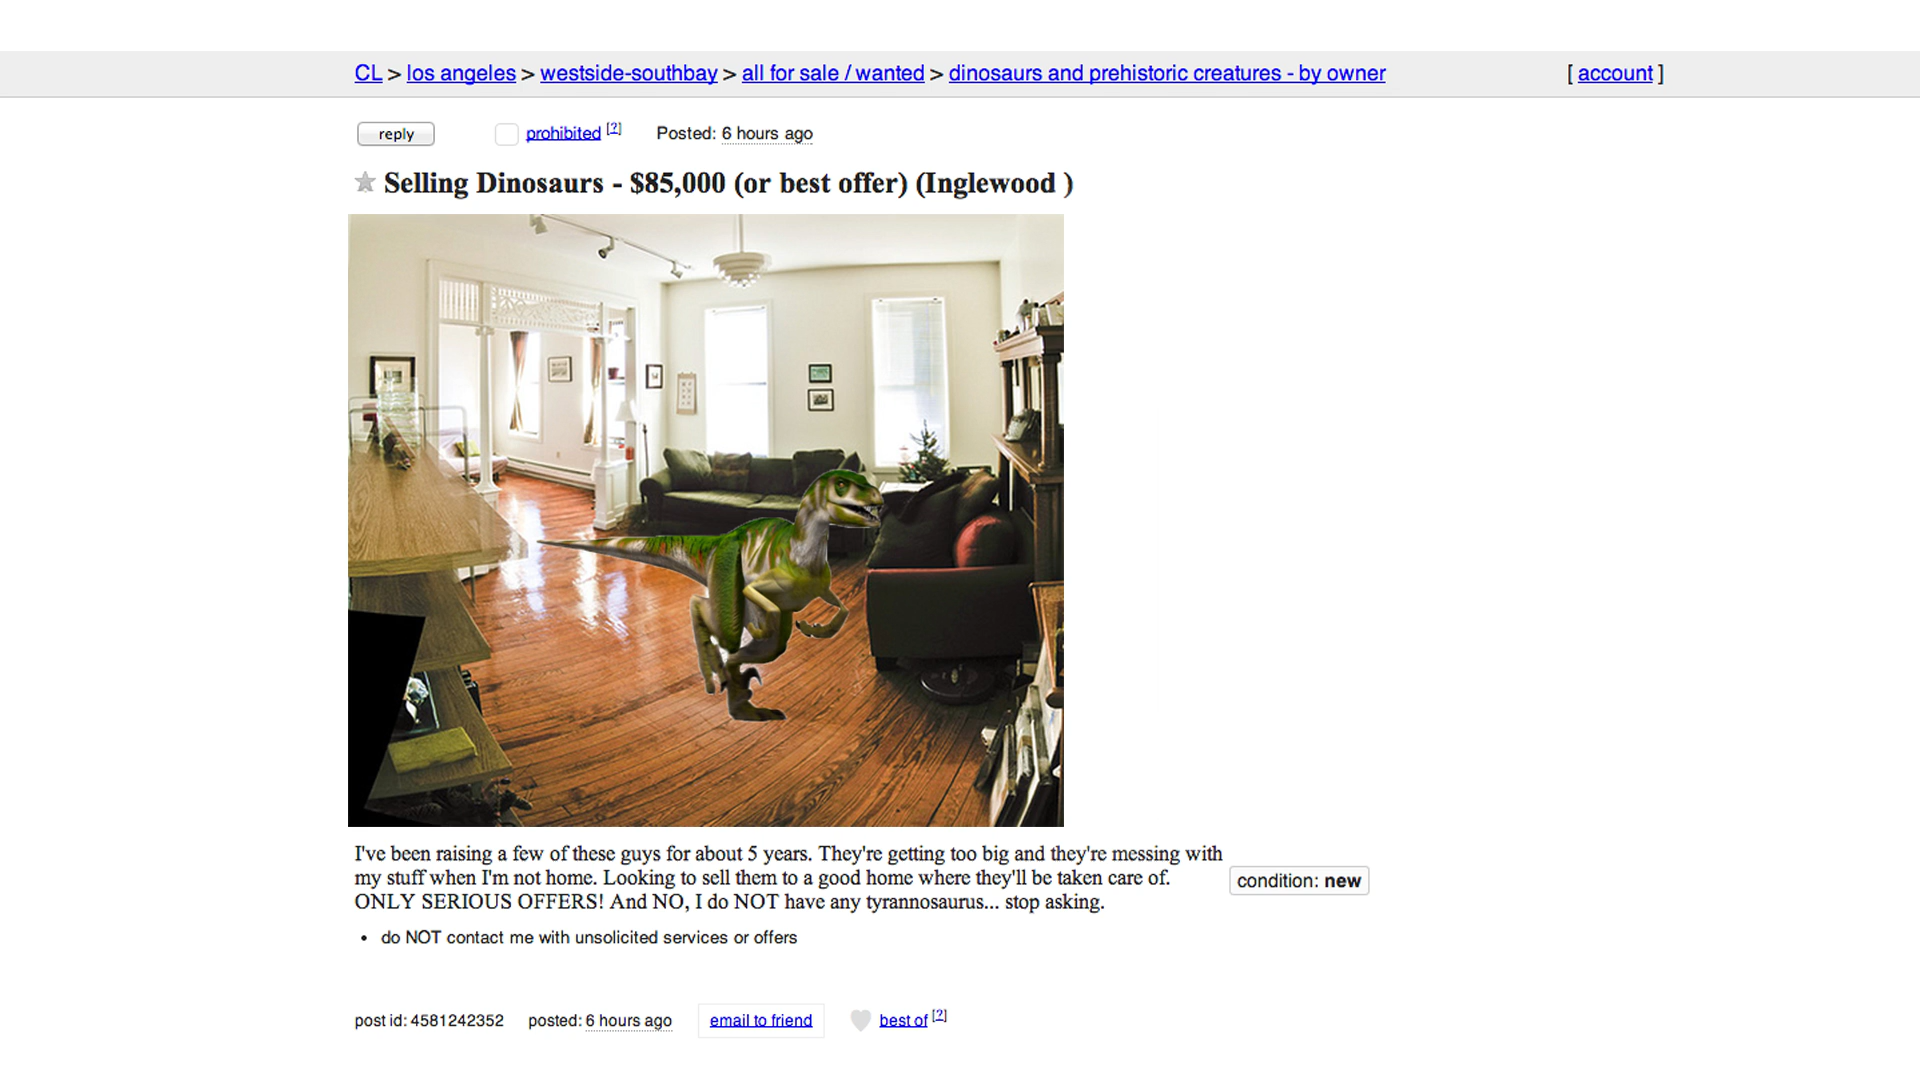 CL > los angeles > westside-southbay > all for sale / wanted > dinosaurs and prehistoric creatures - by owner [ account ]
reply prohibited [?] Posted: 6 hours ago
Selling Dinosaurs - $85,000 (or best offer) (Inglewood )
I've been raising a few of these guys for about 5 years. They're getting too big and they're messing with
my stuff when I'm not home. Looking to sell them to a good home where they'll be taken care of.
ONLY SERIOUS OFFERS! And NO, I do NOT have any tyrannosaurus... stop asking.
condition: new
• do NOT contact me with unsolicited services or offers
post id: 4581242352 posted: 6 hours ago email to friend best of [?]